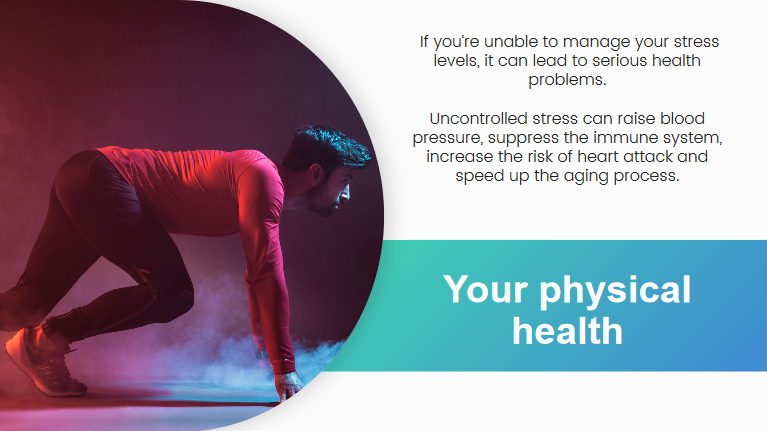 If you're unable to manage your stress
levels, it can lead to serious health
problems.
Uncontrolled stress can raise blood
pressure, suppress the immune system,
increase the risk of heart attack and
speed up the aging process.
Your physical
health